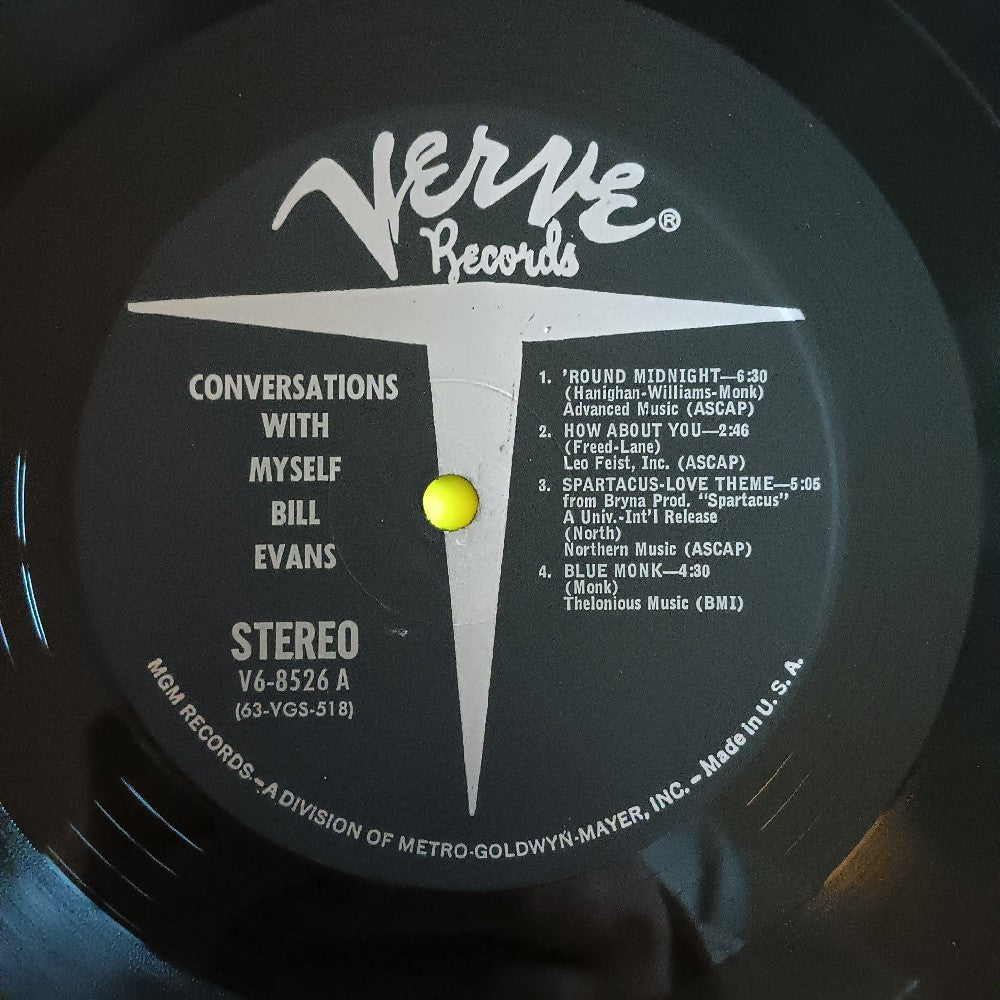 Verve
Records®
CONVERSATIONS
WITH
MYSELF
BILL
EVANS
STEREO
V6-8526 A
(63-VGS-518)
1. 'ROUND MIDNIGHT—6:30
(Hanighan-Williams-Monk)
Advanced Music (ASCAP)
2. HOW ABOUT YOU—2:46
(Freed-Lane)
Leo Feist, Inc. (ASCAP)
3. SPARTACUS-LOVE THEME—5:05
from Bryna Prod. "Spartacus"
A Univ.-Int'l Release
(North)
Northern Music (ASCAP)
4. BLUE MONK—4:30
(Monk)
Thelonious Music (BMI)
MGM RECORDS – A DIVISION OF METRO-GOLDWYN-MAYER, INC. – Made in U. S. A.